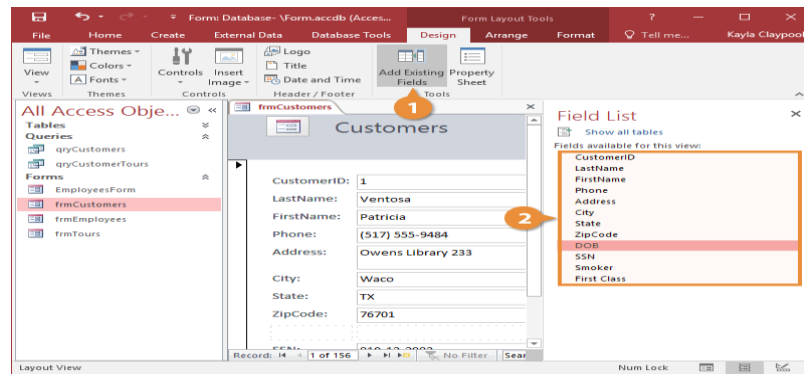 Form: Database- \Form.accdb (Acces... Form Layout Tools ?
File Home Create External Data Database Tools Design Arrange Format Tell me... Kayla Claypool
View
Views
Themes
Colors
A Fonts
Themes
Controls
Insert Image
Controls
Logo
Title
Date and Time
Header / Footer
Add Existing Fields
Property Sheet
Tools
1
All Access Obje...
Tables
Queries
qryCustomers
qryCustomerTours
Forms
EmployeesForm
frmCustomers
frmEmployees
frmTours
frmCustomers
Customers
CustomerID: 1
LastName: Ventosa
FirstName: Patricia
Phone: (517) 555-9484
Address: Owens Library 233
City: Waco
State: TX
ZipCode: 76701
Record: 1 of 156 No Filter Sear
Field List
Show all tables
Fields available for this view:
CustomerID
LastName
FirstName
Phone
Address
City
State
ZipCode
DOB
SSN
Smoker
First Class
2
Layout View Num Lock